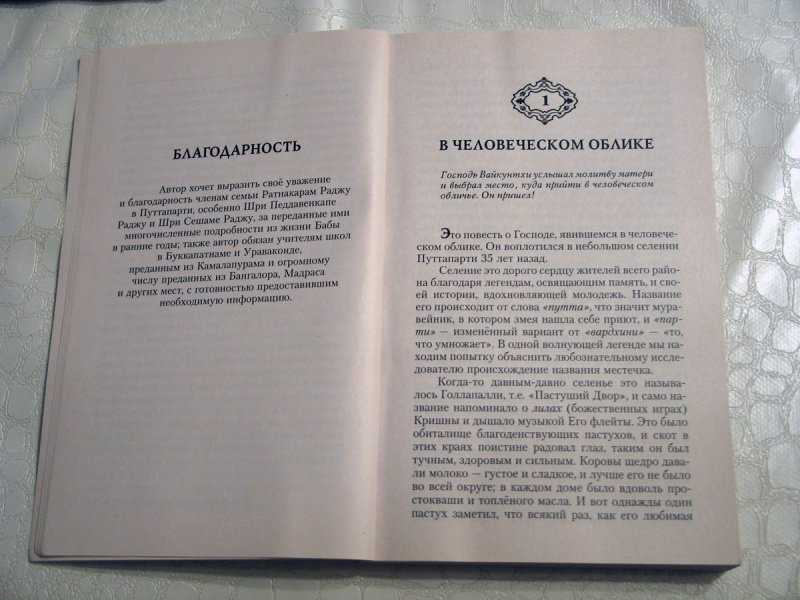 БЛАГОДАРНОСТЬ
Автор хочет выразить своё уважение
и благодарность членам семьи Ратнакарам Раджу
в Путтапарти, особенно Шри Педдавенкапе
Раджу и Шри Сешаме Раджу, за переданные ими
многочисленные подробности из жизни Бабы
в ранние годы; также автор обязан учителям школ
в Буккапатнаме и Ураваконде,
преданным из Камалапурама и огромному
числу преданных из Бангалора, Мадраса
и других мест, с готовностью предоставившим
необходимую информацию.
1
В ЧЕЛОВЕЧЕСКОМ ОБЛИКЕ
Господь Вайкунтхи услышал молитву матери
и выбрал место, куда прийти в человеческом
обличье. Он пришел!
Это повесть о Господе, явившемся в человече-
ском облике. Он воплотился в небольшом селении
Путтапарти 35 лет назад.
Селение это дорого сердцу жителей всего райо-
на благодаря легендам, освящающим память, и сво-
ей истории, вдохновляющей молодежь. Название
его происходит от слова «путта», что значит мура-
вейник, в котором змея нашла себе приют, и «пар-
ти» — изменённый вариант от «вардхини» — «то,
что умножает». В одной волнующей легенде мы на-
ходим попытку объяснить любознательному иссле-
дователю происхождение названия местечка.
Когда-то давным-давно селенье это называ-
лось Голлапалли, т.е. «Пастуший Двор», и само на-
звание напоминало о лилах (божественных играх)
Кришны и дышало музыкой Его флейты. Это было
обиталище благоденствующих пастухов, и скот в
этих краях поистине радовал глаз, таким он был
тучным, здоровым и сильным. Коровы щедро дава-
ли молоко — густое и сладкое, и лучше его не было
во всей округе; в каждом доме было вдоволь про-
стокваши и топлёного масла. И вот однажды один
пастух заметил, что всякий раз, как его любимая